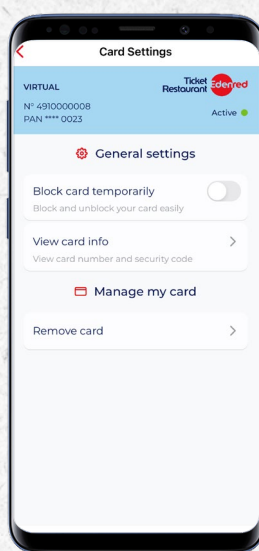 Card Settings
VIRTUAL
Ticket
Restaurant
Edenred
N° 4910000008
PAN **** 0023
Active
General settings
Block card temporarily
Block and unblock your card easily
View card info
View card number and security code
Manage my card
Remove card